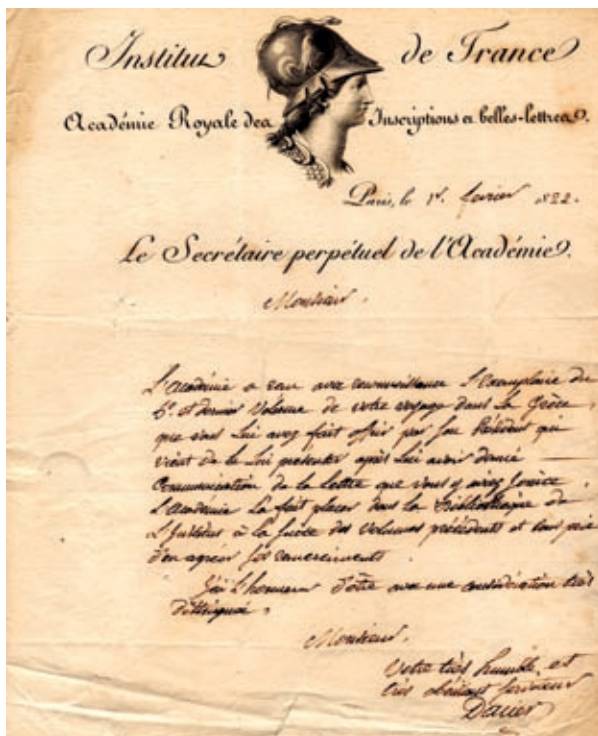 Institut de France
Académie Royale des Inscriptions et belles-lettres.
Paris, le 1r. février 1822.
Le Secrétaire perpétuel de l'Académie.
Monsieur.
L'académie a reçu avec reconnaissance L'Exemplaire du
et dernier Volume de votre voyage dans la Grèce,
que vous Lui avez fait offrir par son Président qui
vient de le Lui présenter après Lui avoir donné
Communication de la Lettre que vous y aviez jointe.
L'académie La fait placer dans la Bibliothèque de
L'Institut à la suite des Volumes précédents et vous prie
d'en agréer ses remerciements.
J'ai L'honneur d'être avec une considération très
distinguée,
Monsieur.
Votre très humble et
très obéissant serviteur
Dacier